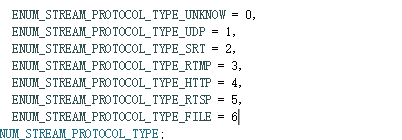 ENUM_STREAM_PROTOCOL_TYPE_UNKNOW = 0,
ENUM_STREAM_PROTOCOL_TYPE_UDP = 1,
ENUM_STREAM_PROTOCOL_TYPE_SRT = 2,
ENUM_STREAM_PROTOCOL_TYPE_RTMP = 3,
ENUM_STREAM_PROTOCOL_TYPE_HTTP = 4,
ENUM_STREAM_PROTOCOL_TYPE_RTSP = 5,
ENUM_STREAM_PROTOCOL_TYPE_FILE = 6
NUM_STREAM_PROTOCOL_TYPE;